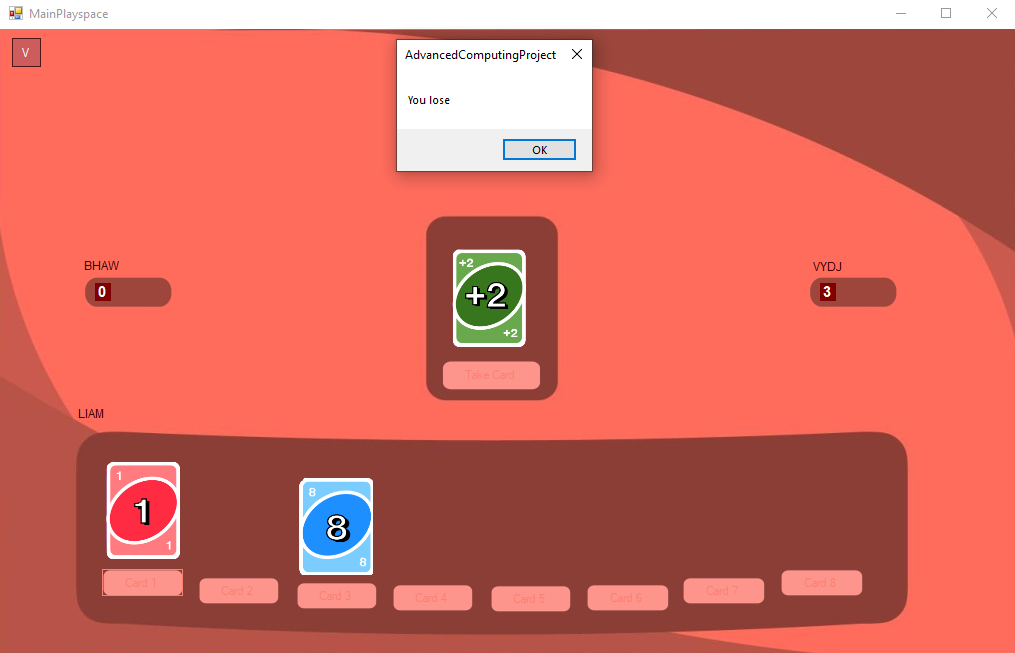 MainPlayspace
V
AdvancedComputingProject
You lose
OK
BHAW
0
VYDJ
3
+2
+2
+2
Take Card
LIAM
1
1
1
8
8
8
Card 1
Card 2
Card 3
Card 4
Card 5
Card 6
Card 7
Card 8